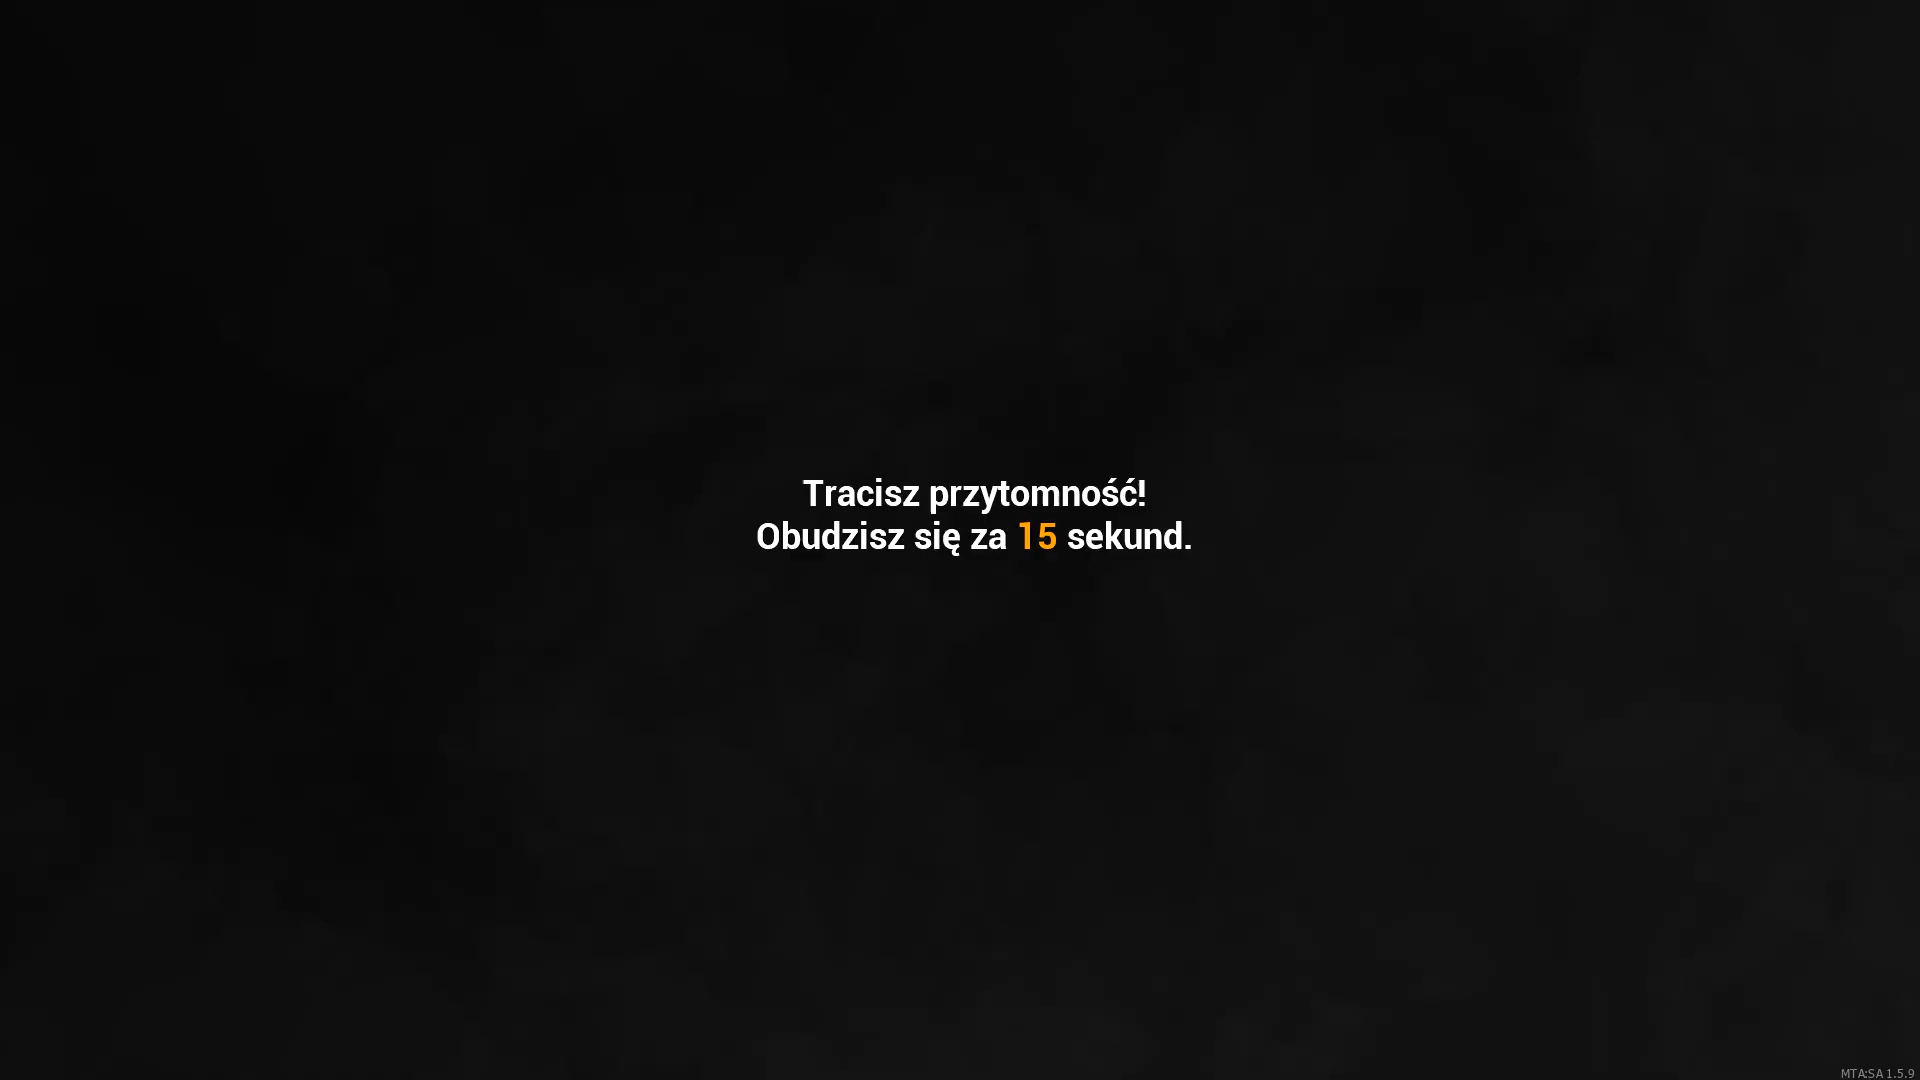 Tracisz przytomność!
Obudzisz się za 15 sekund.
MTA:SA 1.5.9